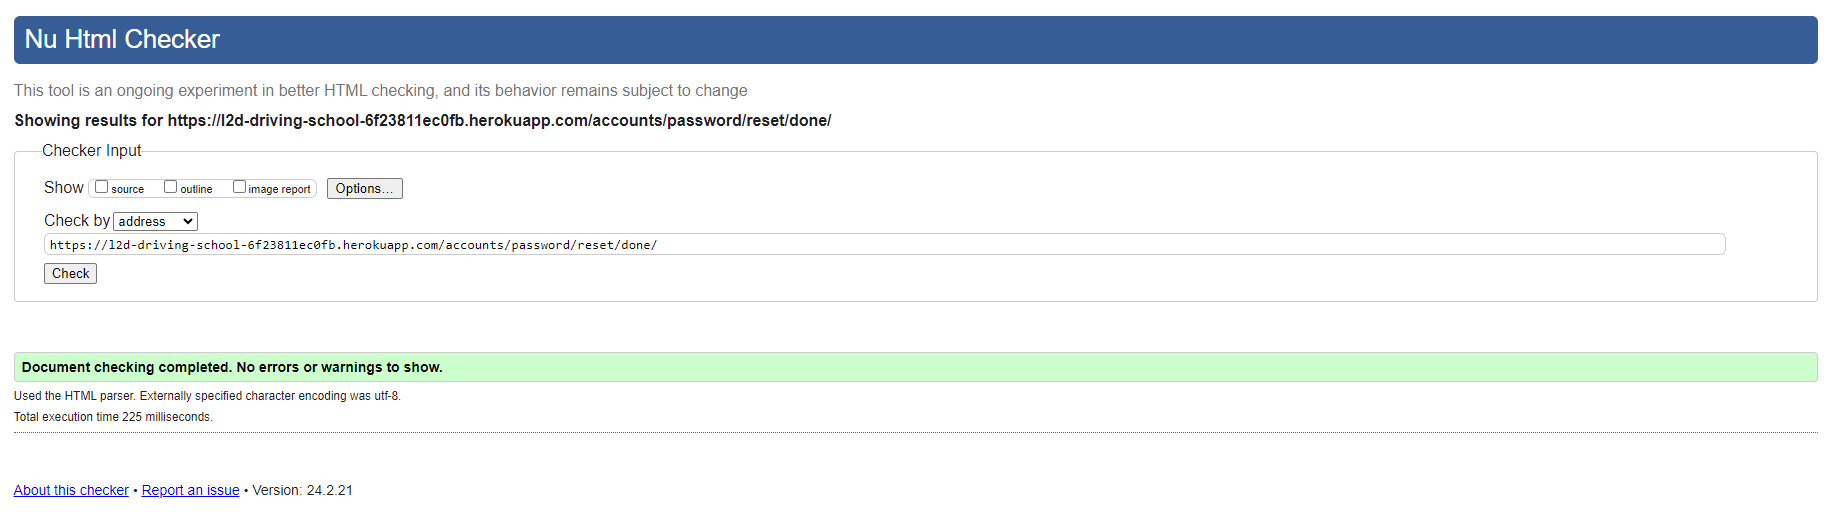 Nu Html Checker
This tool is an ongoing experiment in better HTML checking, and its behavior remains subject to change
Showing results for https://l2d-driving-school-6f23811ec0fb.herokuapp.com/accounts/password/reset/done/
Checker Input
Show source outline image report Options...
Check by address
https://l2d-driving-school-6f23811ec0fb.herokuapp.com/accounts/password/reset/done/
Check
Document checking completed. No errors or warnings to show.
Used the HTML parser. Externally specified character encoding was utf-8.
Total execution time 225 milliseconds.
About this checker • Report an issue • Version: 24.2.21